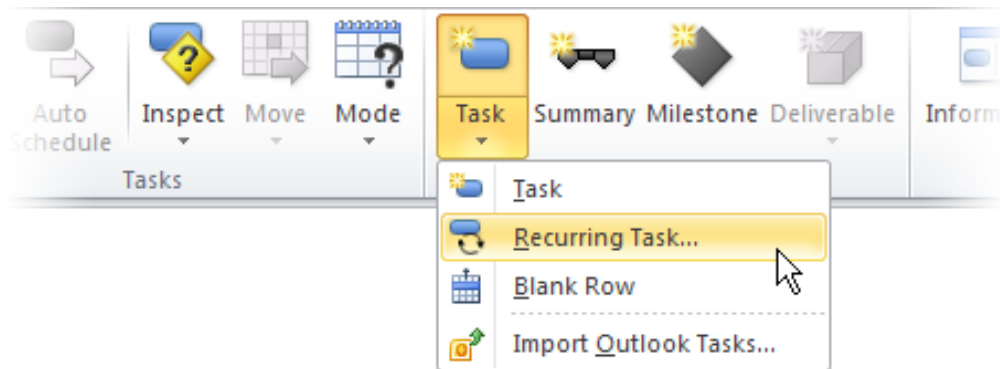 Auto Schedule
Inspect
Move
Mode
Task
Summary
Milestone
Deliverable
Inform
Tasks
Task
Recurring Task...
Blank Row
Import Outlook Tasks...